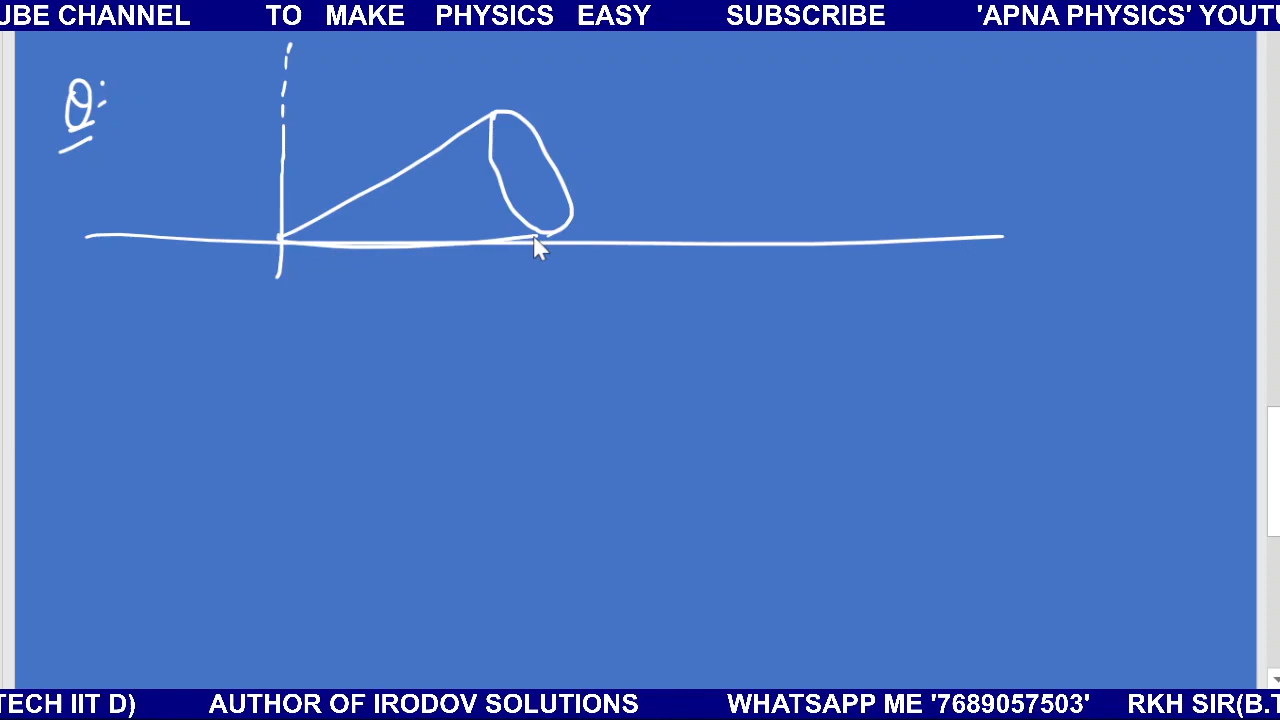 UBE CHANNEL TO MAKE PHYSICS EASY SUBSCRIBE 'APNA PHYSICS' YOUTU
Q:
TECH IIT D) AUTHOR OF IRODOV SOLUTIONS WHATSAPP ME '7689057503' RKH SIR(B.T